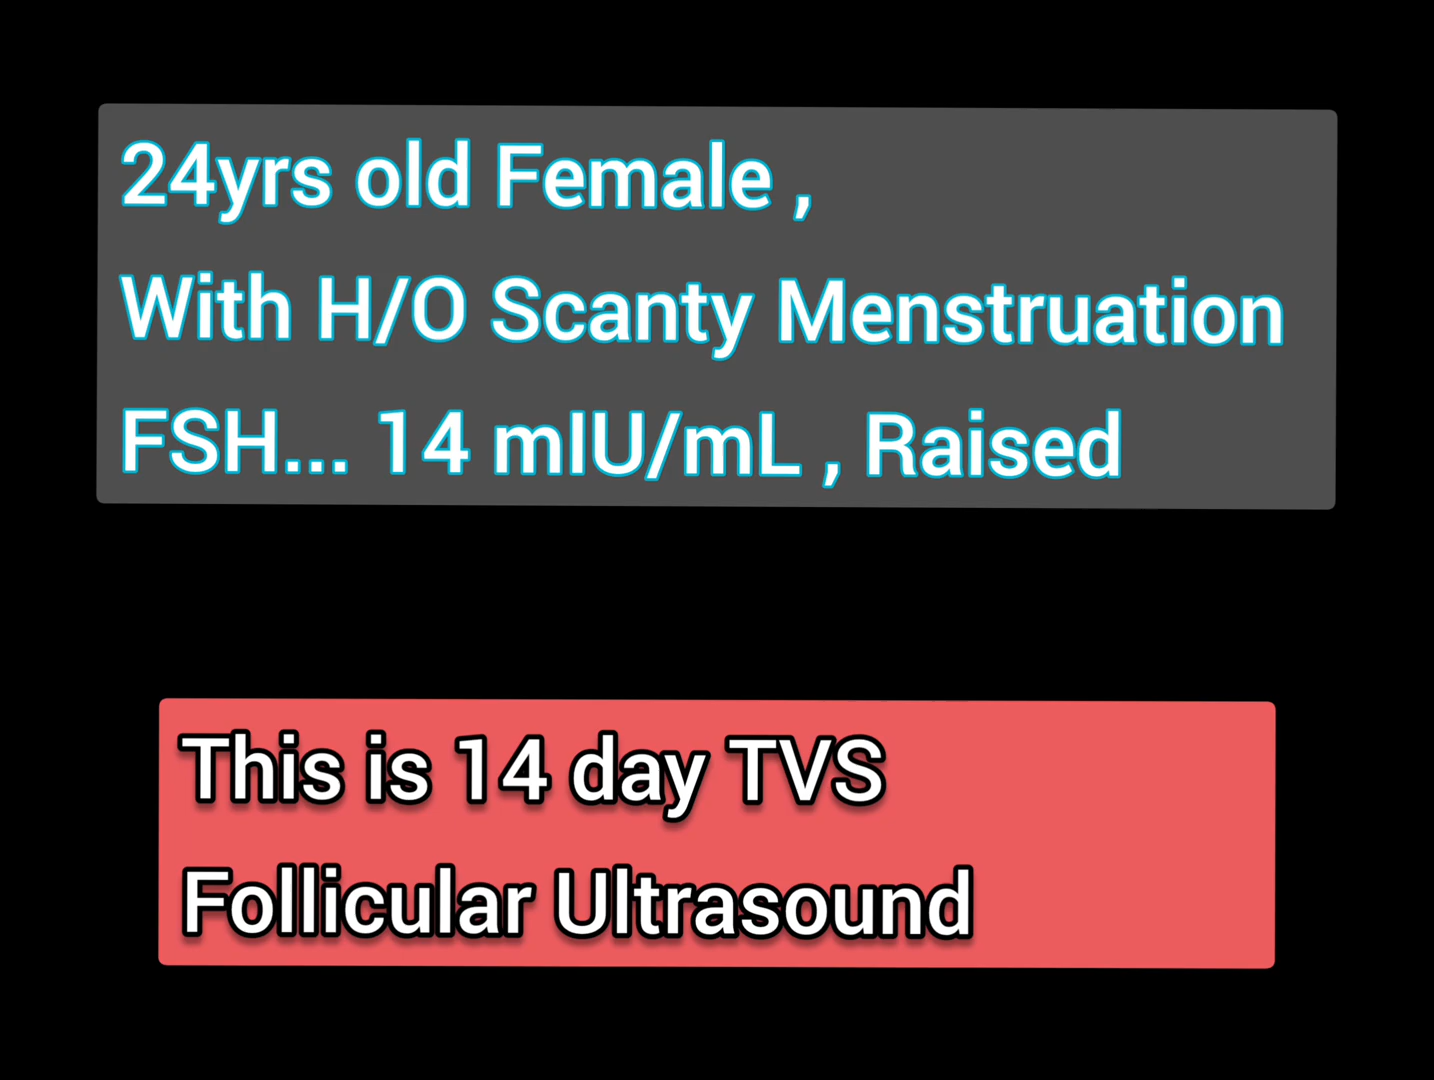 24yrs old Female ,
With H/O Scanty Menstruation
FSH... 14 mIU/mL , Raised
This is 14 day TVS
Follicular Ultrasound